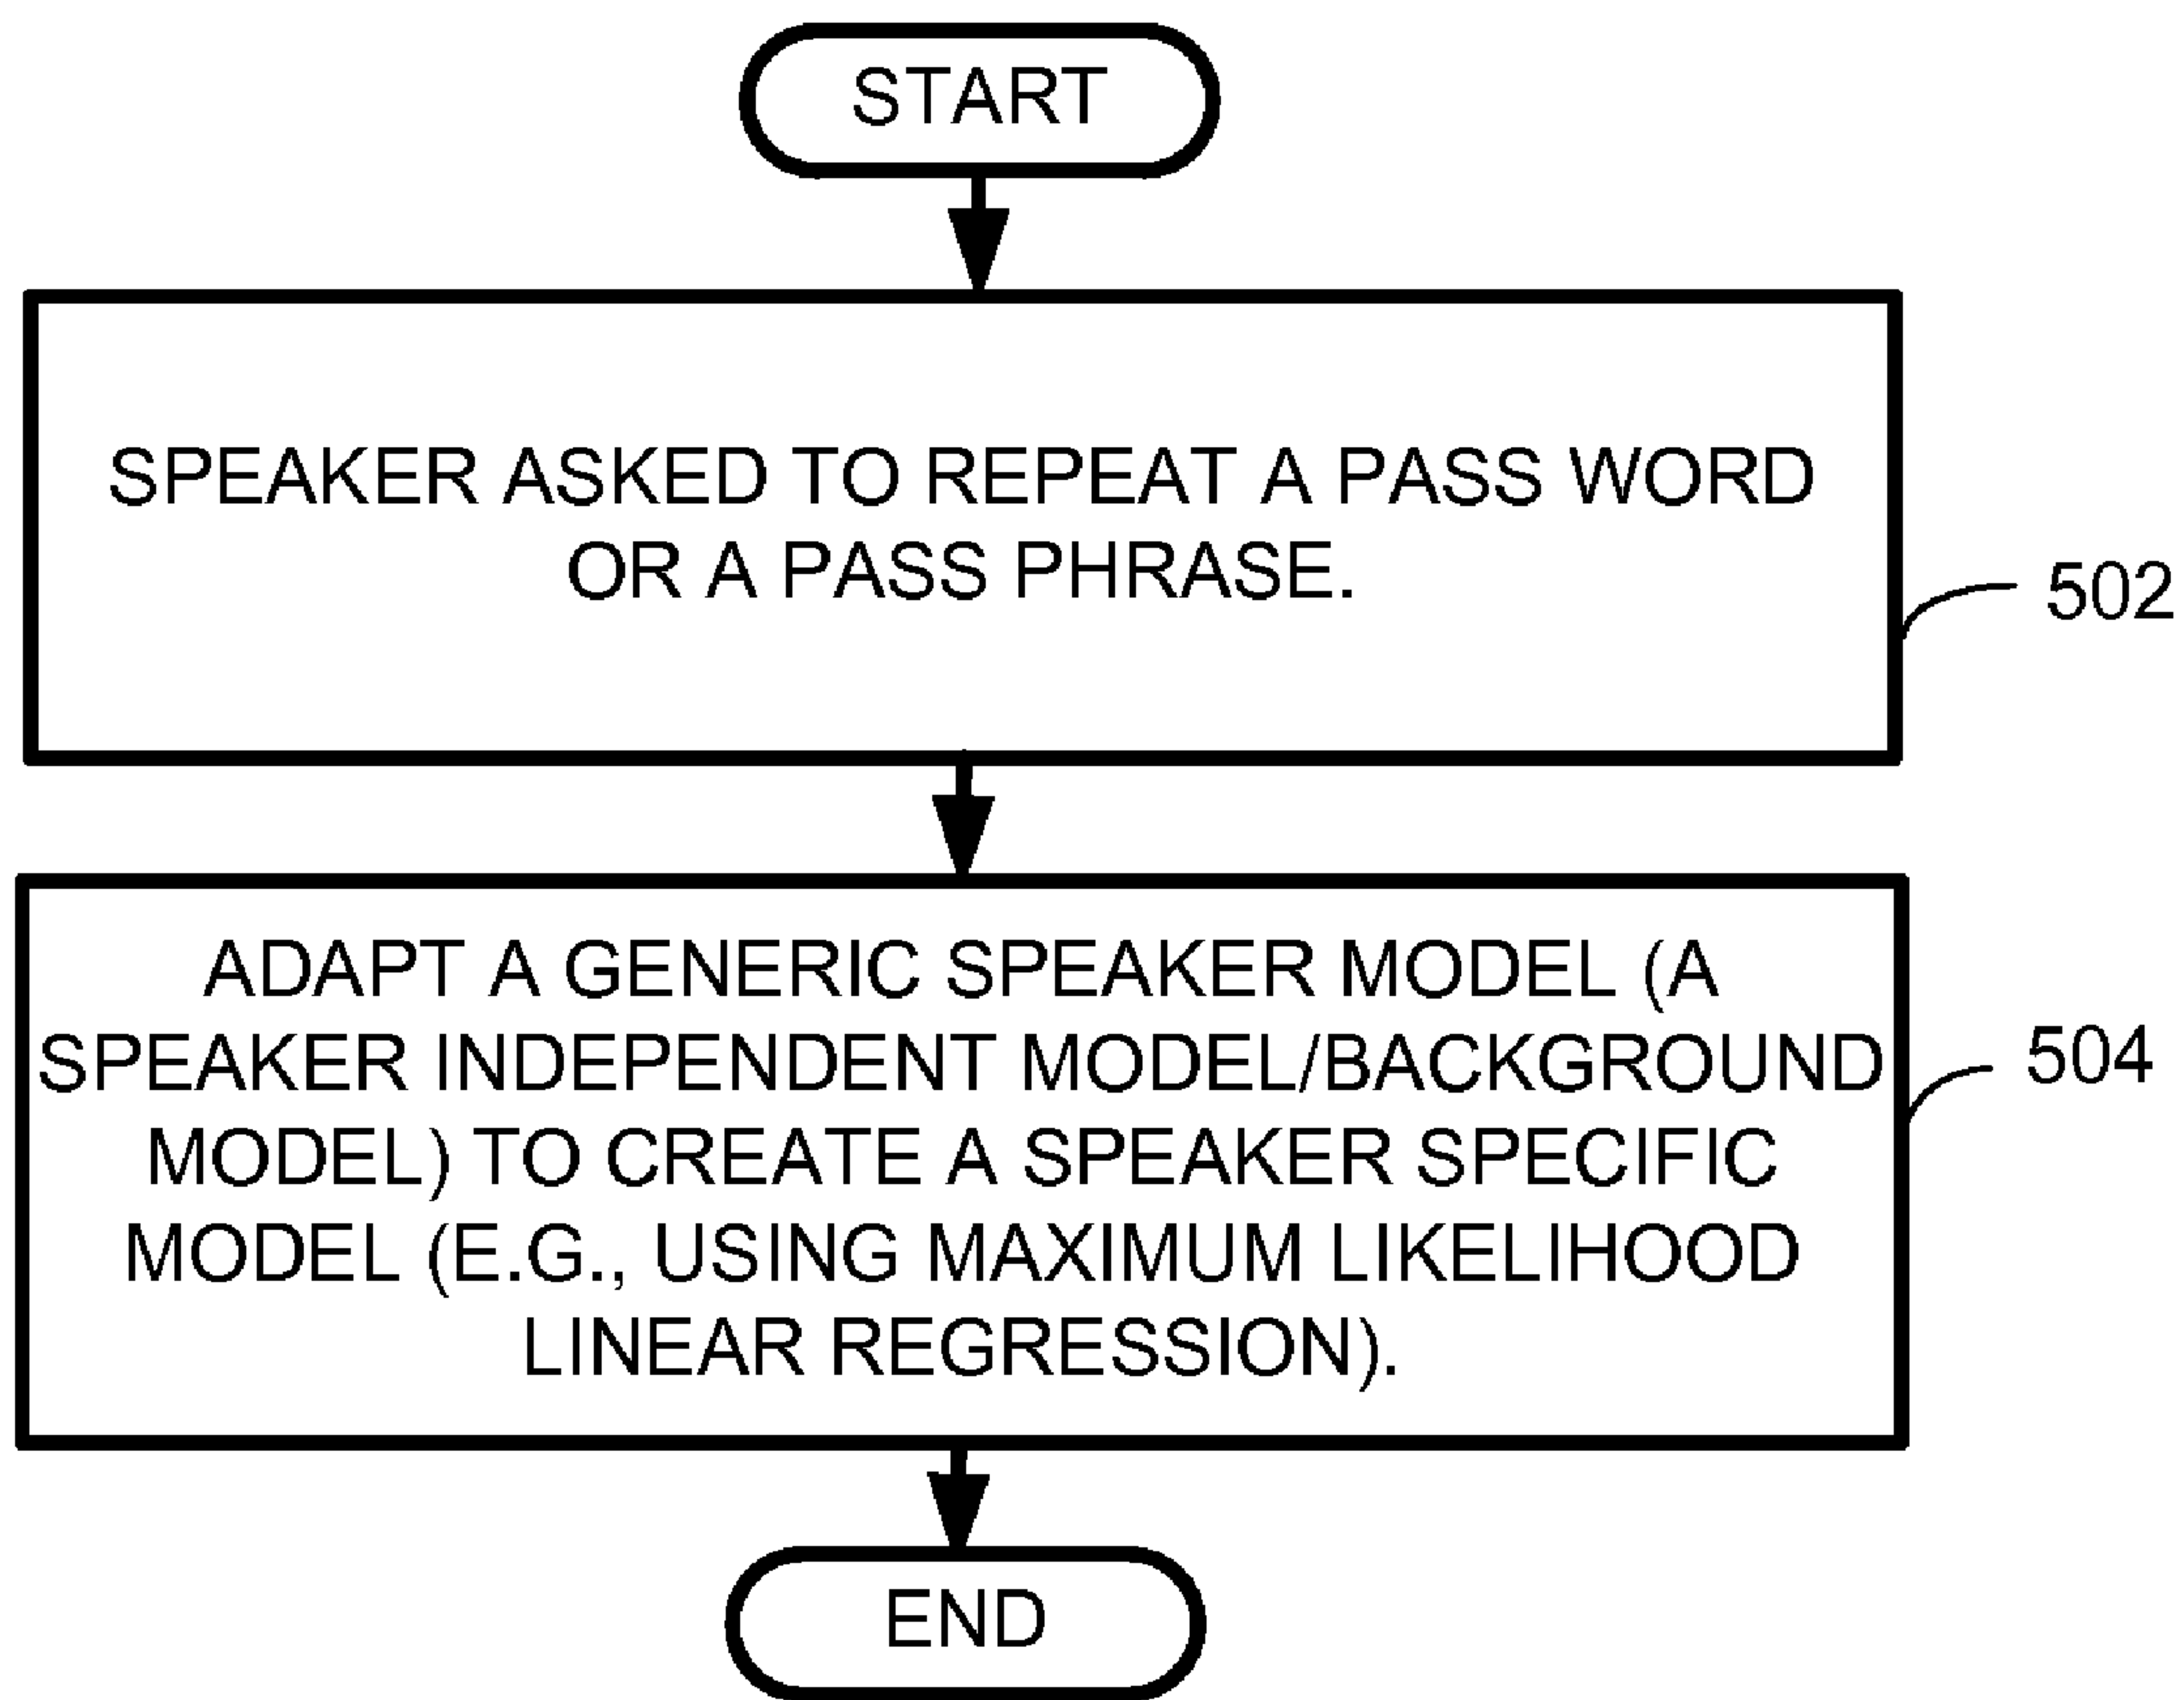 START
SPEAKER ASKED TO REPEAT A PASS WORD
OR A PASS PHRASE.
502
ADAPT A GENERIC SPEAKER MODEL (A
SPEAKER INDEPENDENT MODEL/BACKGROUND
MODEL) TO CREATE A SPEAKER SPECIFIC
MODEL (E.G., USING MAXIMUM LIKELIHOOD
LINEAR REGRESSION).
504
END